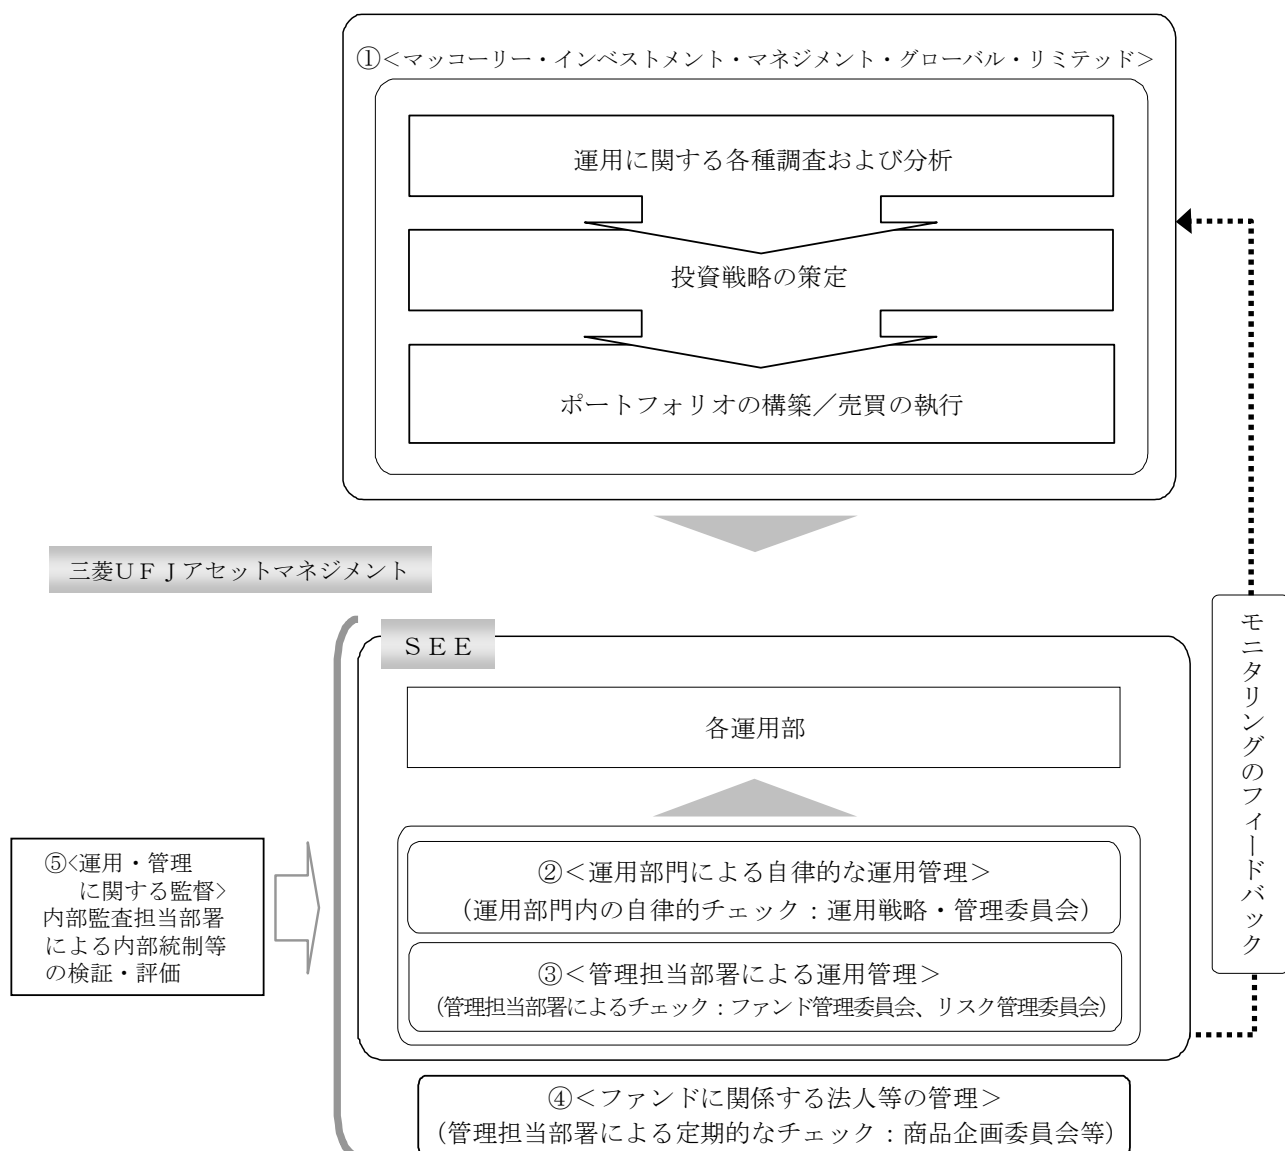 ①＜マッコーリー・インベストメント・マネジメント・グローバル・リミテッド＞
運用に関する各種調査および分析
投資戦略の策定
ポートフォリオの構築／売買の執行
三菱ＵＦＪアセットマネジメント
ＳＥＥ
各運用部
②＜運用部門による自律的な運用管理＞
（運用部門内の自律的チェック：運用戦略・管理委員会）
③＜管理担当部署による運用管理＞
（管理担当部署によるチェック：ファンド管理委員会、リスク管理委員会）
④＜ファンドに関係する法人等の管理＞
（管理担当部署による定期的なチェック：商品企画委員会等）
⑤<運用・管理
に関する監督>
内部監査担当部署
による内部統制等
の検証・評価
モニタリングのフィードバック